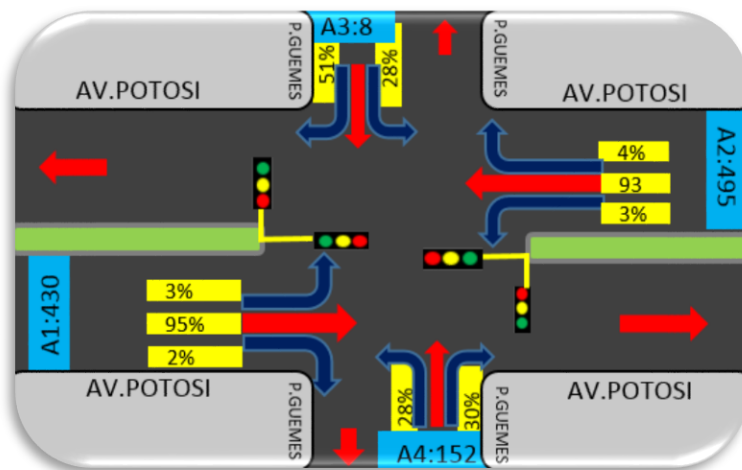 A3:8
51%
28%
P.GUEMES
P.GUEMES
AV.POTOSI
AV.POTOSI
A2:495
4%
93
3%
A1:430
3%
95%
2%
AV.POTOSI
AV.POTOSI
P.GUEMES
P.GUEMES
28%
30%
A4:152